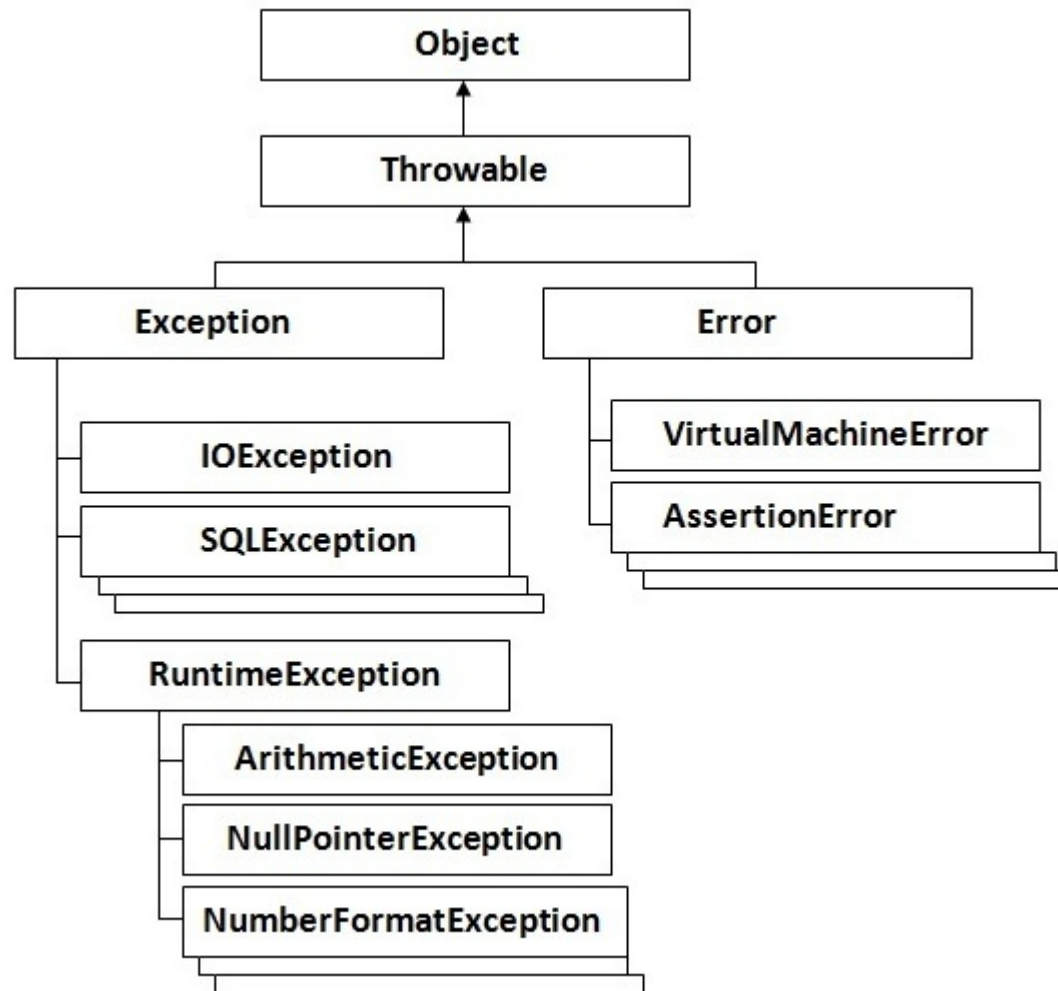 Object
Throwable
Exception
Error
IOException
SQLException
RuntimeException
ArithmeticException
NullPointerException
NumberFormatException
VirtualMachineError
AssertionError